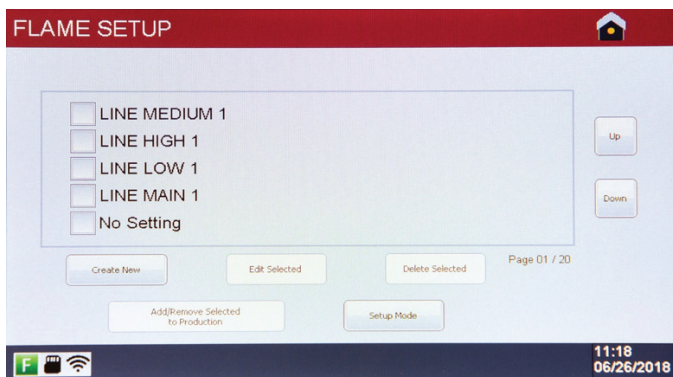 FLAME SETUP
LINE MEDIUM 1
LINE HIGH 1
LINE LOW 1
LINE MAIN 1
No Setting
Up
Down
Create New
Edit Selected
Delete Selected
Page 01 / 20
Add/Remove Selected
to Production
Setup Mode
F
11:18
06/26/2018